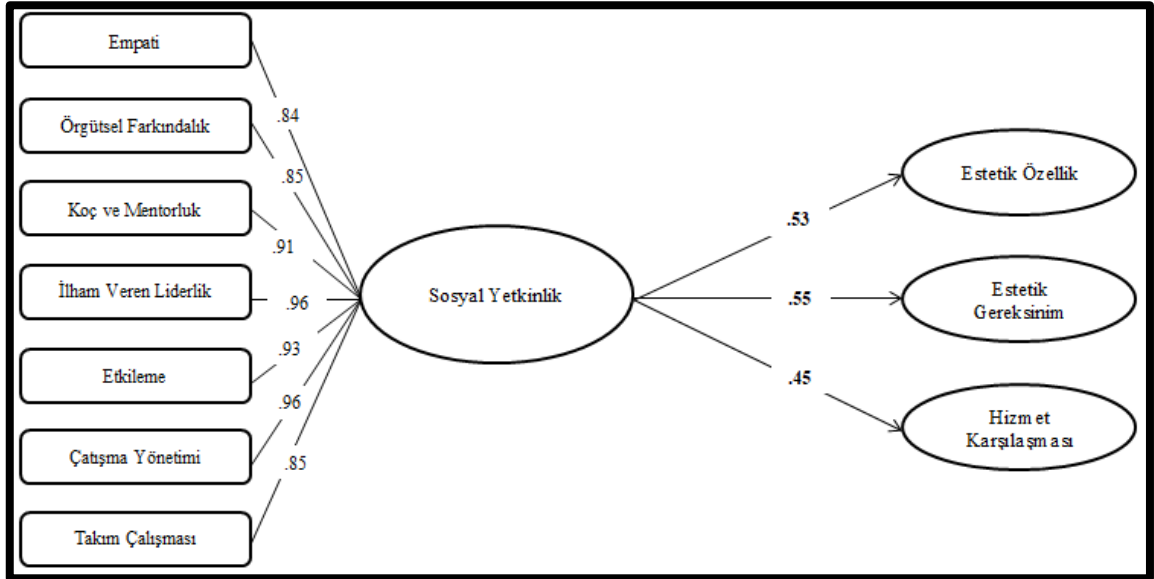 Empati
.84
Örgütsel Farkındalık
.85
Koç ve Mentorluk
.91
İlham Veren Liderlik
.96
Etkileme
.93
Çatışma Yönetimi
.96
Takım Çalışması
.85
Sosyal Yetkinlik
.53
Estetik Özellik
.55
Estetik
Gereksinim
.45
Hizmet
Karşılaşması